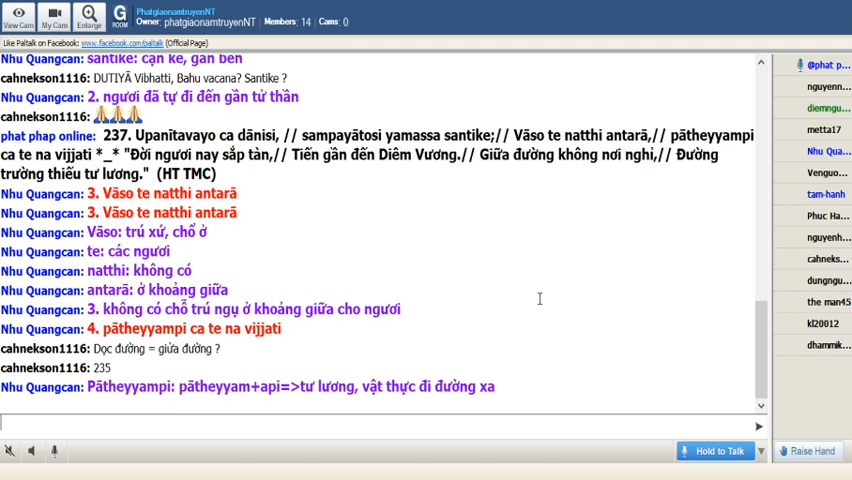 View Cam
My Cam
Enlarge
G
ROOM
PhatgiaonamtruyenNT
Owner: phatgiaonamtruyenNT Members: 14 Cams: 0
Like Paltalk on Facebook: www.facebook.com/paltalk (Official Page)
Nhu Quangcan: santike: cận kề, gần bên
cahnekson1116: DUTIYĀ Vibhatti, Bahu vacana? Santike ?
Nhu Quangcan: 2. ngươi đã tự đi đến gần tử thần
cahnekson1116:
phat phap online: 237. Upanītavayo ca dānisi, // sampayātosi yamassa santike;// Vāso te natthi antarā,// pātheyyampi
ca te na vijjati *_* "Đời ngươi nay sắp tàn,// Tiến gần đến Diêm Vương.// Giữa đường không nơi nghỉ,// Đường
trường thiếu tư lương." (HT TMC)
Nhu Quangcan: 3. Vāso te natthi antarā
Nhu Quangcan: 3. Vāso te natthi antarā
Nhu Quangcan: Vāso: trú xứ, chổ ở
Nhu Quangcan: te: các ngươi
Nhu Quangcan: natthi: không có
Nhu Quangcan: antarā: ở khoảng giữa
Nhu Quangcan: 3. không có chỗ trú ngụ ở khoảng giữa cho ngươi
Nhu Quangcan: 4. pātheyyampi ca te na vijjati
cahnekson1116: Dọc đường = giửa đường ?
cahnekson1116: 235
Nhu Quangcan: Pātheyyampi: pātheyyam+api=>tư lương, vật thực đi đường xa
@phat p...
nguyenn...
diemngu...
metta17
Nhu Qua...
Venguo...
tam-hanh
Phuc Ha...
nguyenh...
cahneks...
dungngu...
the man45
kl20012
dhammik...
Hold to Talk
Raise Hand